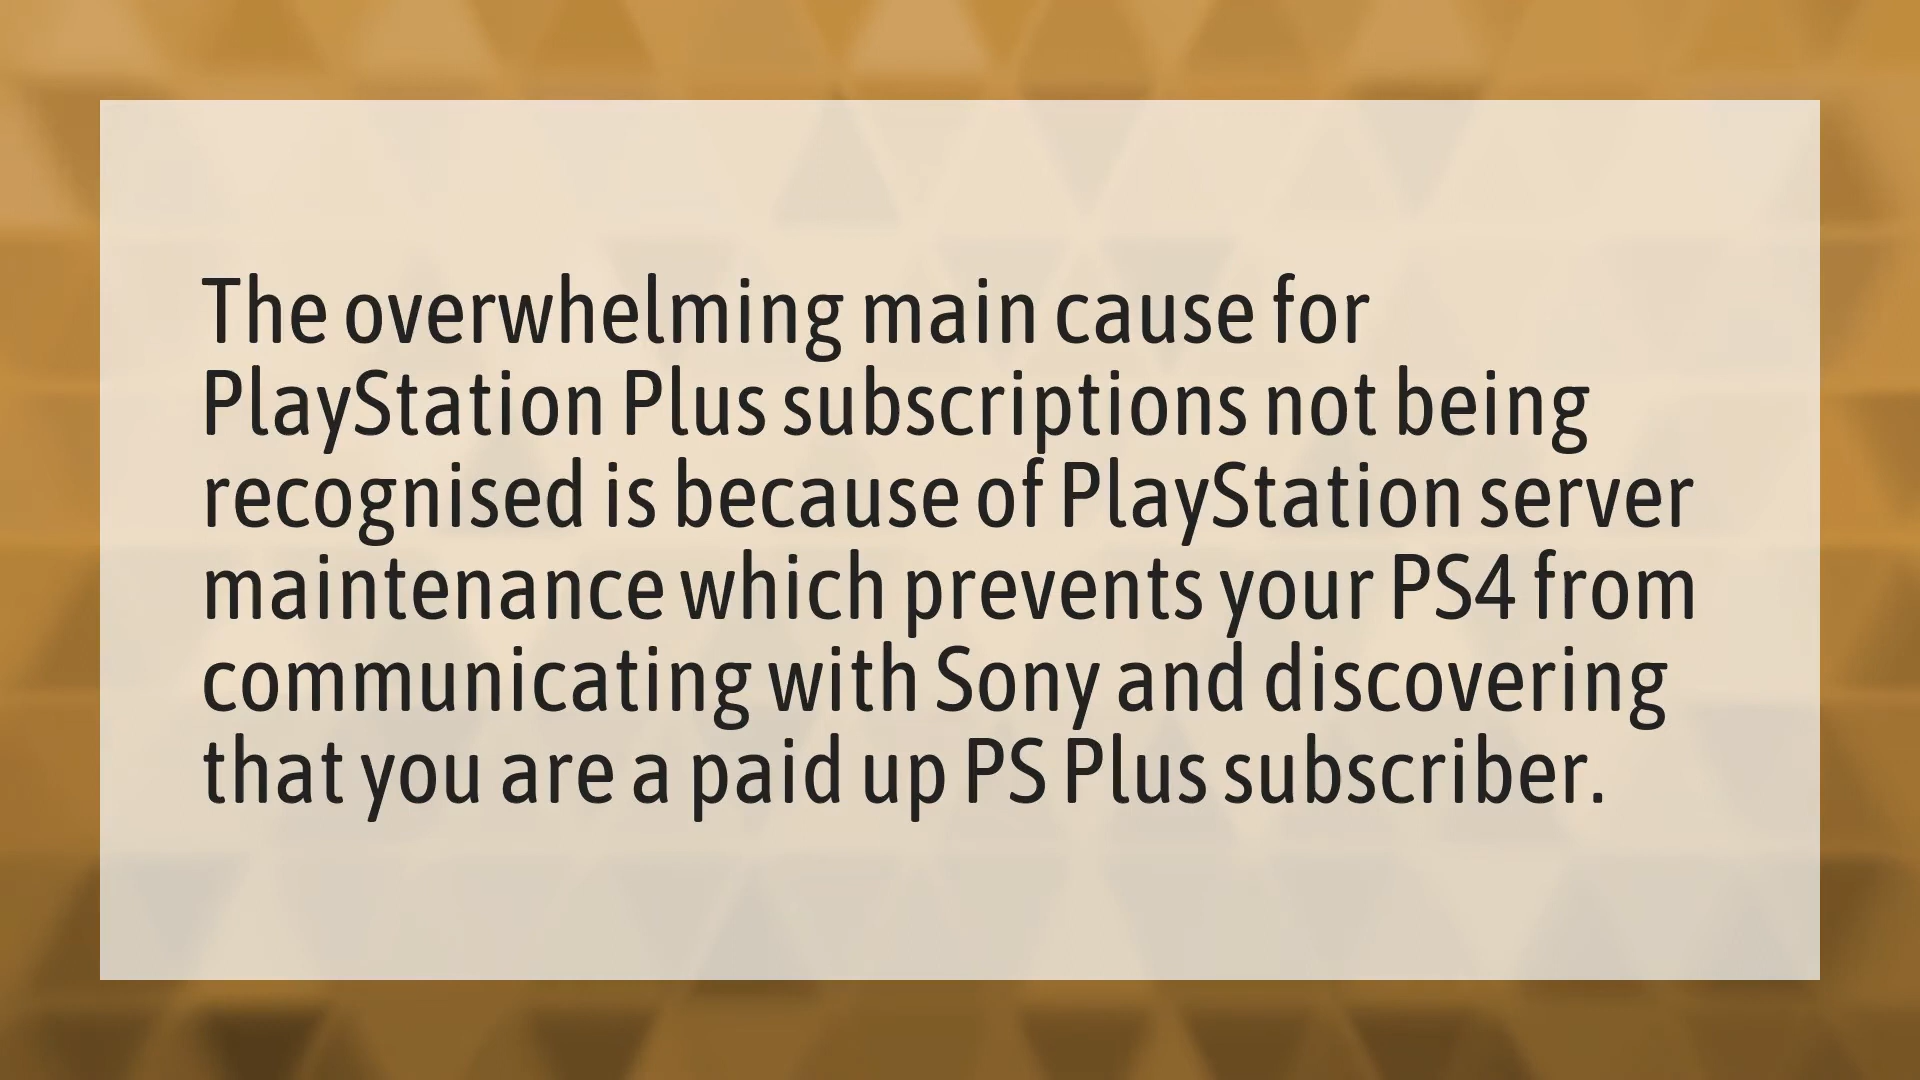 The overwhelming main cause for
PlayStation Plus subscriptions not being
recognised is because of PlayStation server
maintenance which prevents your PS4 from
communicating with Sony and discovering
that you are a paid up PS Plus subscriber.